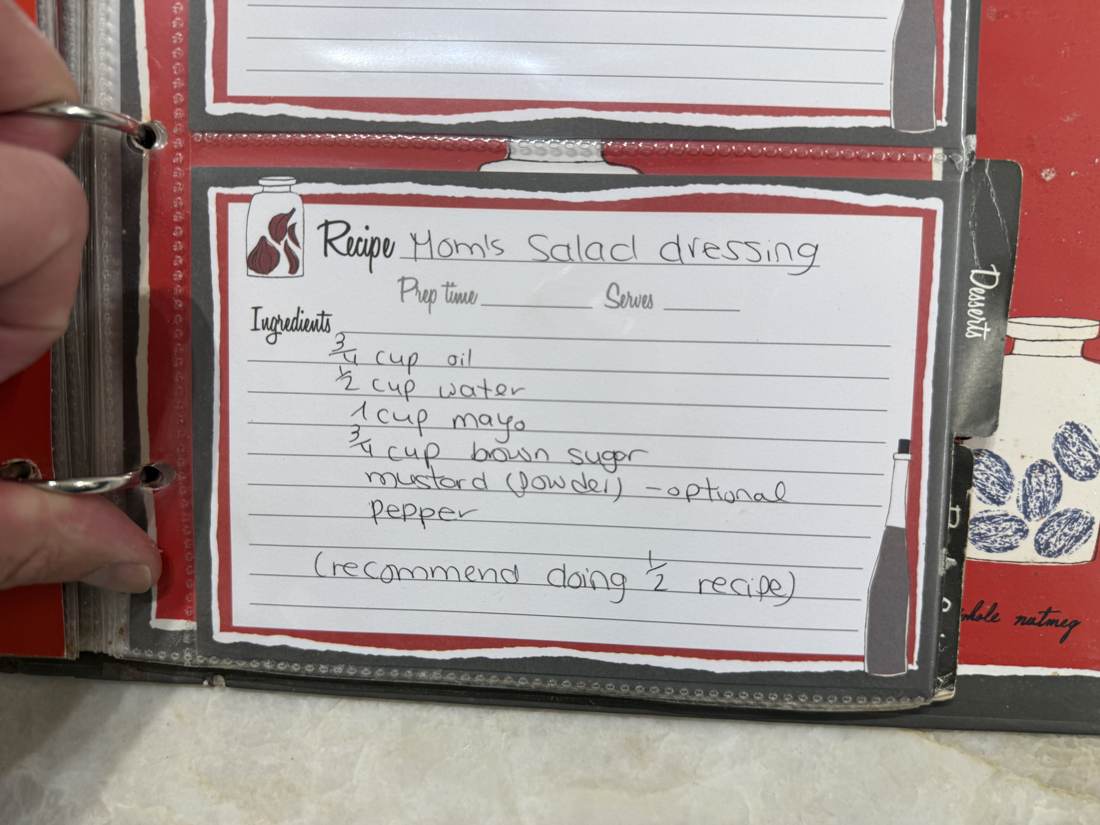 Recipe Mom's Salad dressing
Prep time Serves
Ingredients
3/4 cup oil
1/2 cup water
1 cup mayo
3/4 cup brown sugar
mustard (powder) - optional
pepper
(recommend doing 1/2 recipe)
Desserts
whole nutmeg